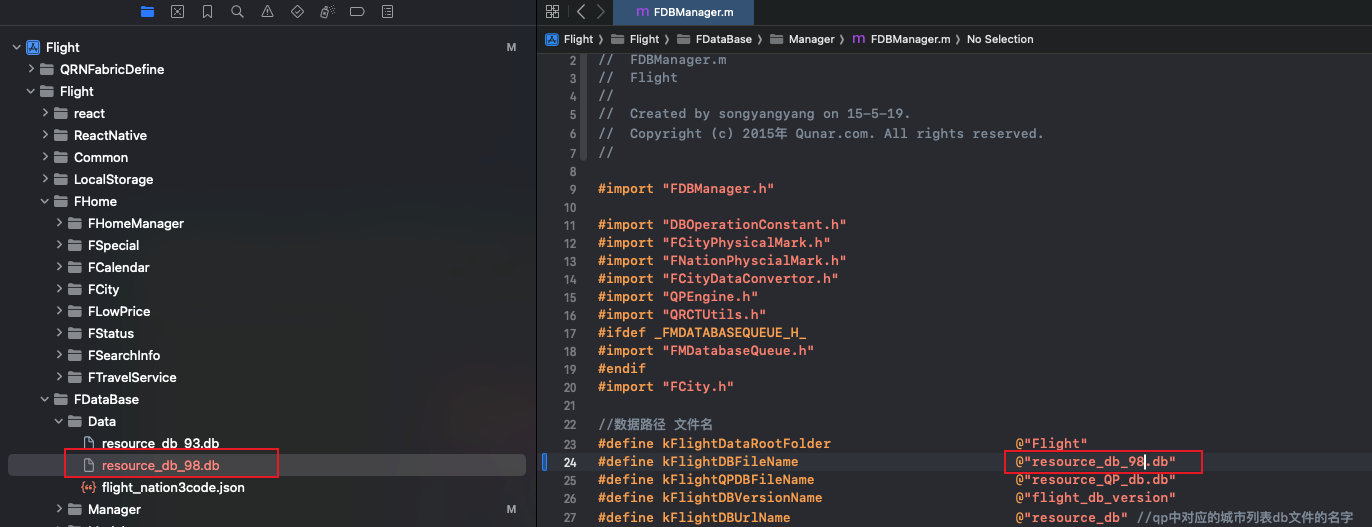 FDBManager.m
Flight
M
QRNFabricDefine
Flight
react
ReactNative
Common
LocalStorage
FHome
FHomeManager
FSpecial
FCalendar
FCity
FLowPrice
FStatus
FSearchInfo
FTravelService
FDataBase
Data
resource_db_93.db
resource_db_98.db
flight_nation3code.json
Manager
M
Flight 〉 Flight 〉 FDataBase 〉 Manager 〉 m FDBManager.m 〉 No Selection
2 //  FDBManager.m
3 //  Flight
4 //
5 //  Created by songyangyang on 15-5-19.
6 //  Copyright (c) 2015年 Qunar.com. All rights reserved.
7 //
8
9 #import "FDBManager.h"
10
11 #import "DBOperationConstant.h"
12 #import "FCityPhysicalMark.h"
13 #import "FNationPhyscialMark.h"
14 #import "FCityDataConvertor.h"
15 #import "QPEngine.h"
16 #import "QRCTUtils.h"
17 #ifdef _FMDATABASEQUEUE_H_
18 #import "FMDatabaseQueue.h"
19 #endif
20 #import "FCity.h"
21
22 //数据路径 文件名
23 #define kFlightDataRootFolder @"Flight"
24 #define kFlightDBFileName @"resource_db_98.db"
25 #define kFlightQPDBFileName @"resource_QP_db.db"
26 #define kFlightDBVersionName @"flight_db_version"
27 #define kFlightDBUrlName @"resource_db" //qp中对应的城市列表db文件的名字